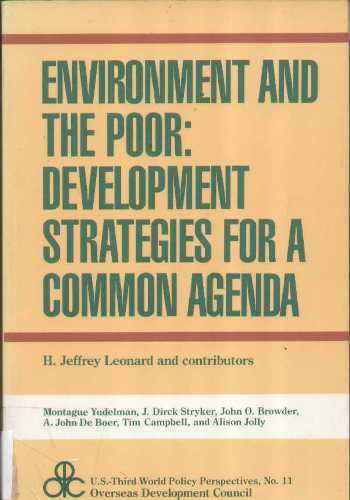 ENVIRONMENT AND
THE POOR:
DEVELOPMENT
STRATEGIES FOR A
COMMON AGENDA
H. Jeffrey Leonard and contributors
Montague Yudelman, J. Dirck Stryker, John O. Browder,
A. John De Boer, Tim Campbell, and Alison Jolly
U.S.-Third World Policy Perspectives, No. 11
Overseas Development Council